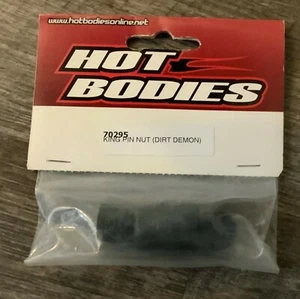 www.hotbodiesonline.net
HOT
BODIES
70295
KING PIN NUT (DIRT DEMON)